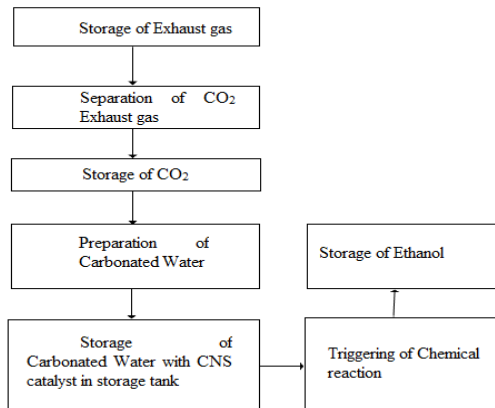 Storage of Exhaust gas
Separation of CO₂
Exhaust gas
Storage of CO₂
Preparation of
Carbonated Water
Storage of
Carbonated Water with CNS
catalyst in storage tank
Triggering of Chemical
reaction
Storage of Ethanol